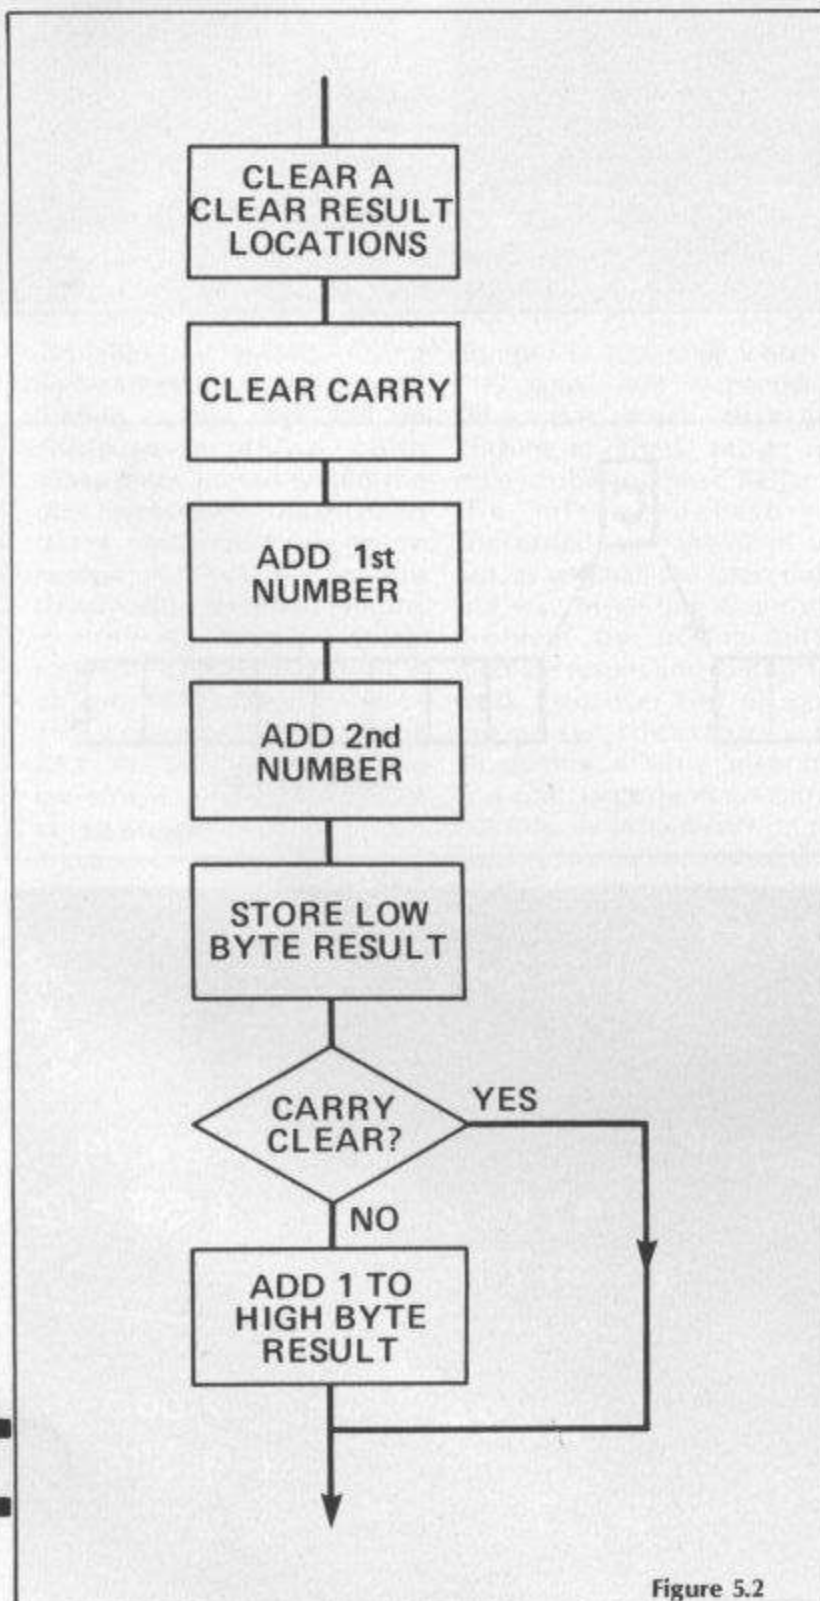 CLEAR A
CLEAR RESULT
LOCATIONS
CLEAR CARRY
ADD 1st
NUMBER
ADD 2nd
NUMBER
STORE LOW
BYTE RESULT
CARRY
CLEAR?
YES
NO
ADD 1 TO
HIGH BYTE
RESULT
Figure 5.2